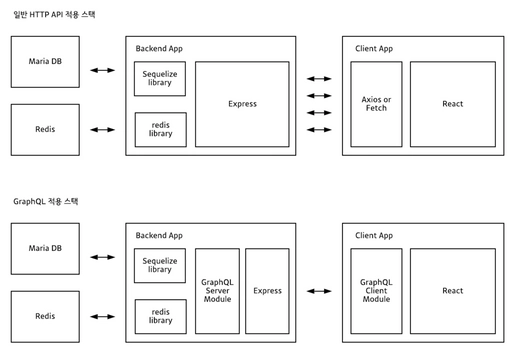 일반 HTTP API 적용 스택
Maria DB
Redis
Backend App
Sequelize
library
redis
library
Express
Client App
Axios or
Fetch
React
GraphQL 적용 스택
Maria DB
Redis
Backend App
Sequelize
library
redis
library
GraphQL
Server
Module
Express
Client App
GraphQL
Client
Module
React